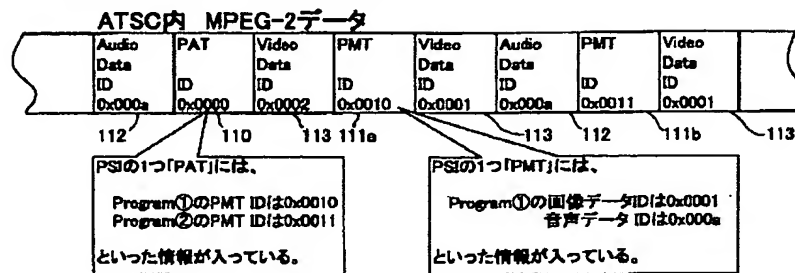 ATSC内 MPEG-2データ
Audio Data ID 0x000a
PAT ID 0x0000
Video Data ID 0x0002
PMT ID 0x0010
Video Data ID 0x0001
Audio Data ID 0x000a
PMT ID 0x0011
Video Data ID 0x0001
112
110
113
111a
113
112
111b
113
PSIの1つ「PAT」には、
Program①のPMT IDは0x0010
Program②のPMT IDは0x0011
といった情報が入っている。
PSIの1つ「PMT」には、
Program①の画像データIDは0x0001
音声データ IDは0x000a
といった情報が入っている。